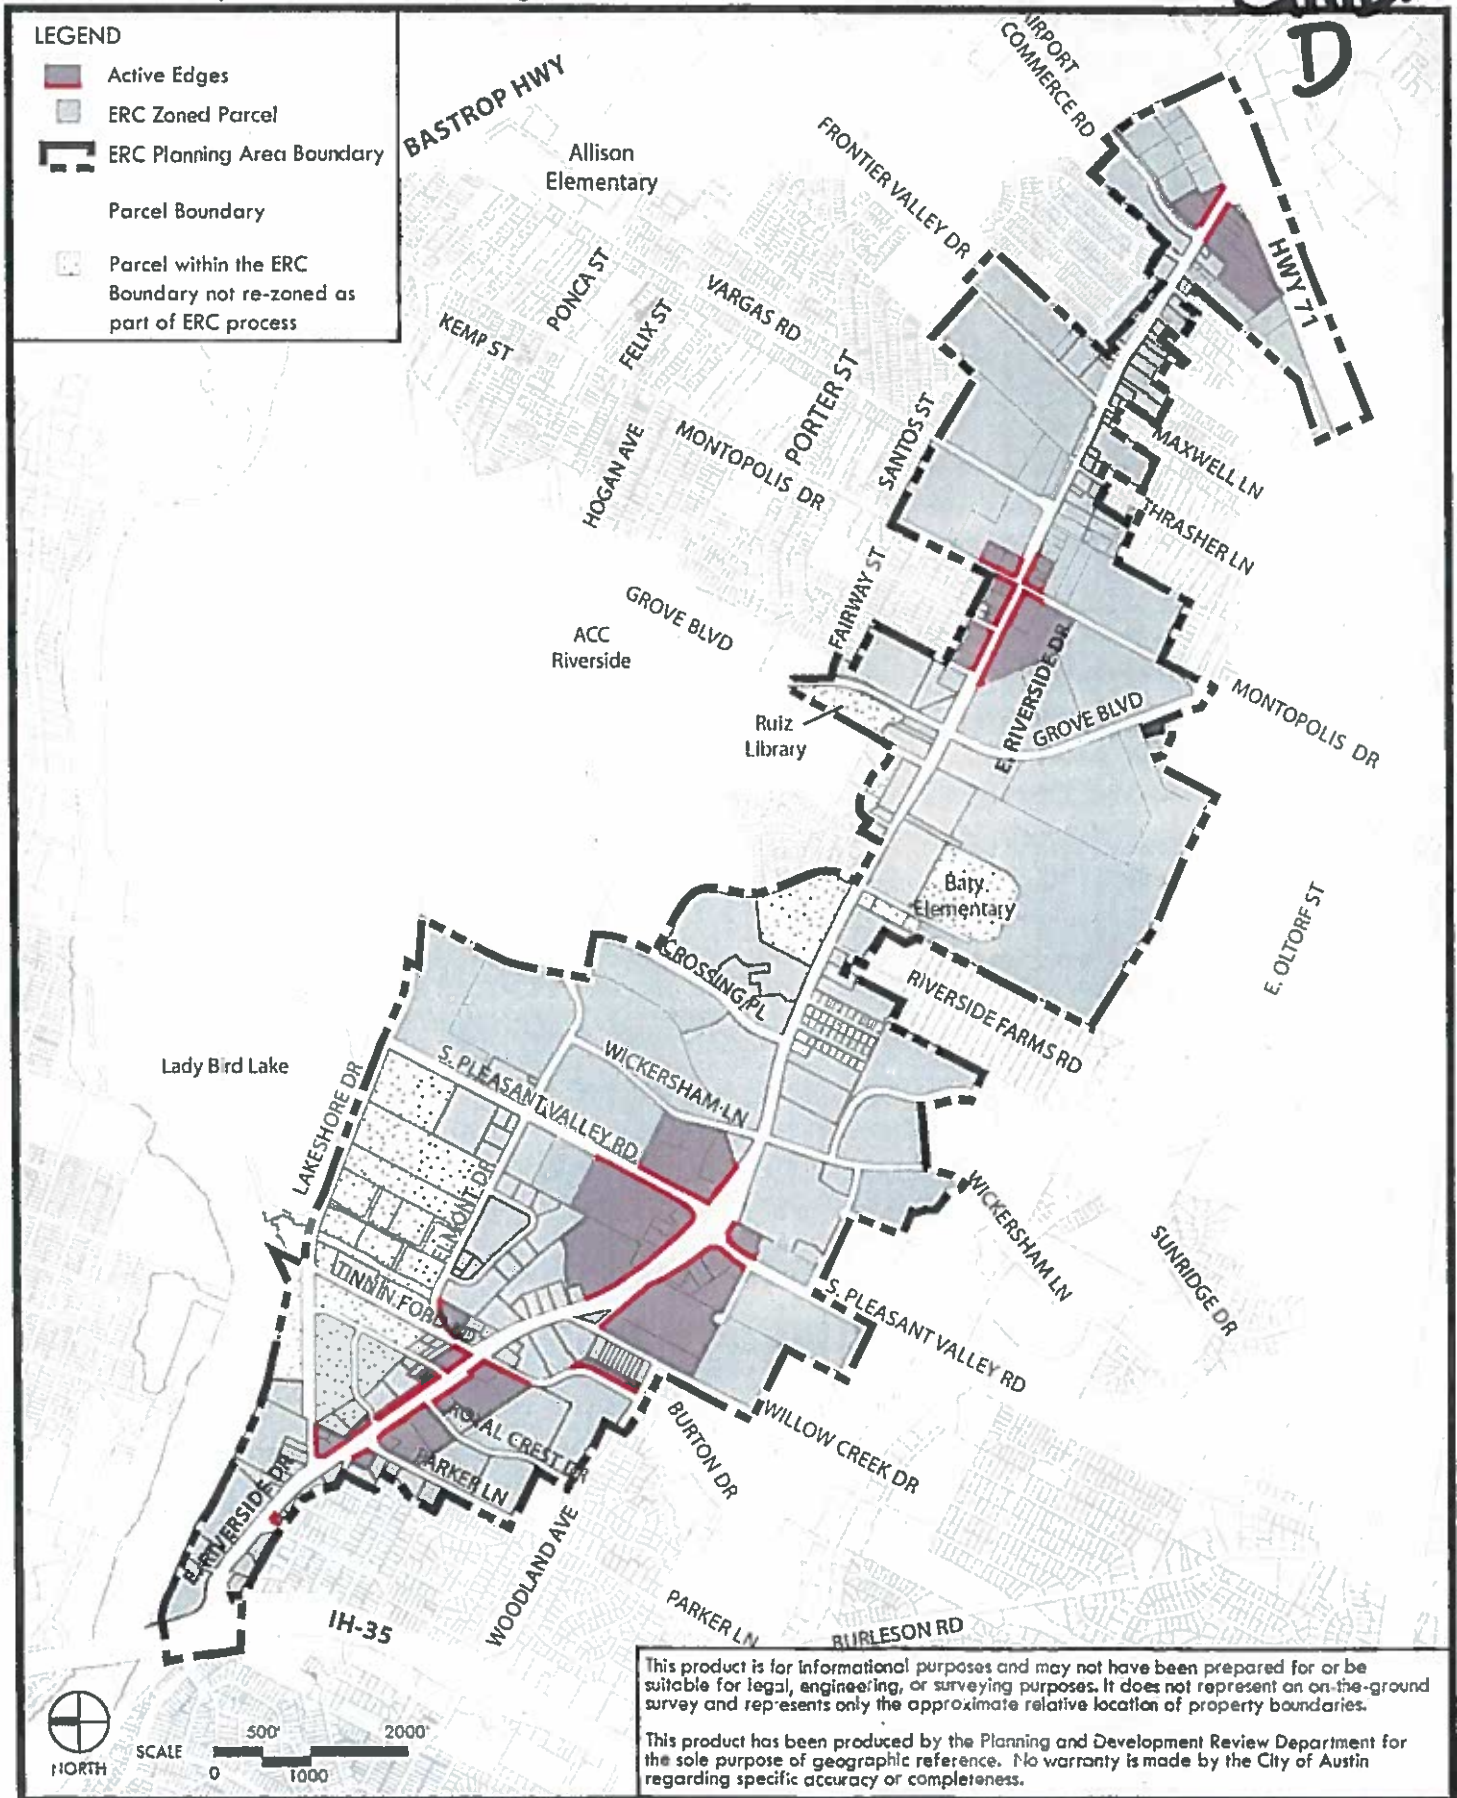 D
LEGEND
Active Edges
ERC Zoned Parcel
ERC Planning Area Boundary
Parcel Boundary
Parcel within the ERC
Boundary not re-zoned as
part of ERC process
BASTROP HWY
AIRPORT
COMMERCE RD
Allison
Elementary
FRONTIER VALLEY DR
HWY 71
PONCA ST
VARGAS RD
KEMP ST
FELIX ST
PORTER ST
SANTOS ST
HOGAN AVE
MONTOPOLIS DR
MAXWELL LN
THRASHER LN
FAIRWAY ST
GROVE BLVD
ACC
Riverside
E. RIVERSIDE DR
GROVE BLVD
MONTOPOLIS DR
Ruiz
Library
Baty
Elementary
E. OLTORF ST
CROSSING PL
RIVERSIDE FARMS RD
Lady Bird Lake
LAKESHORE DR
S. PLEASANT VALLEY RD
WICKERSHAM LN
ELMONT DR
WICKERSHAM LN
SUNRIDGE DR
TINNIN FORD RD
S. PLEASANT VALLEY RD
ROYAL CREST DR
BURTON DR
WILLOW CREEK DR
PARKER LN
E. RIVERSIDE DR
WOODLAND AVE
IH-35
PARKER LN
BURLESON RD
NORTH
SCALE
500'
2000'
0
1000
This product is for informational purposes and may not have been prepared for or be
suitable for legal, engineering, or surveying purposes. It does not represent an on-the-ground
survey and represents only the approximate relative location of property boundaries.
This product has been produced by the Planning and Development Review Department for
the sole purpose of geographic reference. No warranty is made by the City of Austin
regarding specific accuracy or completeness.